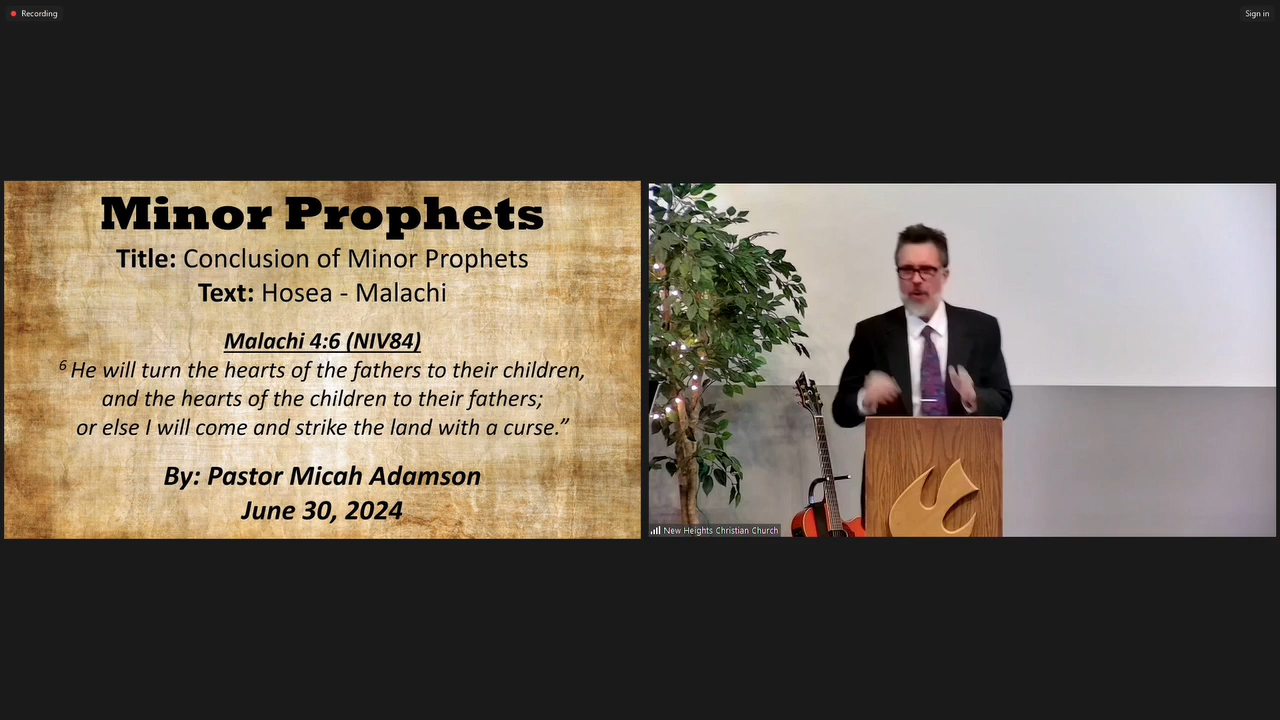 Recording
Sign in
Minor Prophets
Title: Conclusion of Minor Prophets
Text: Hosea - Malachi
Malachi 4:6 (NIV84)
6 He will turn the hearts of the fathers to their children,
and the hearts of the children to their fathers;
or else I will come and strike the land with a curse.”
By: Pastor Micah Adamson
June 30, 2024
New Heights Christian Church